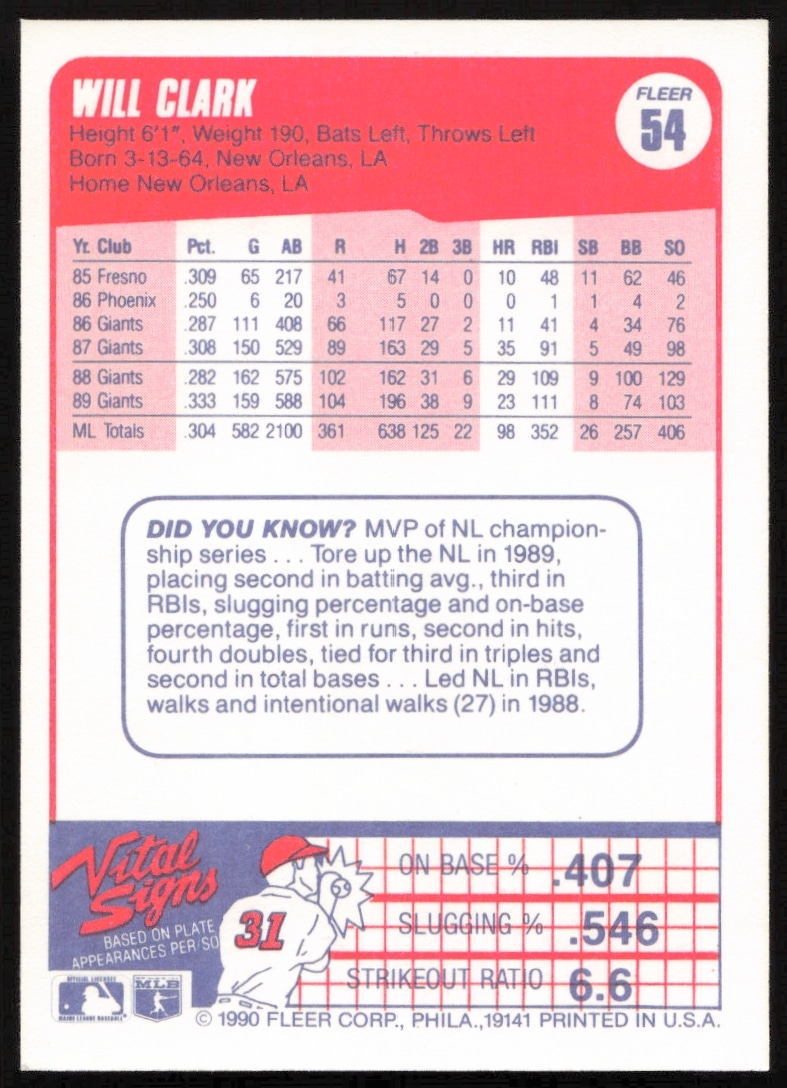 WILL CLARK
FLEER
54
Height 6'1", Weight 190, Bats Left, Throws Left
Born 3-13-64, New Orleans, LA
Home New Orleans, LA
Yr. Club Pct. G AB R H 2B 3B HR RBI SB BB SO
85 Fresno .309 65 217 41 67 14 0 10 48 11 62 46
86 Phoenix .250 6 20 3 5 0 0 0 1 1 4 2
86 Giants .287 111 408 66 117 27 2 11 41 4 34 76
87 Giants .308 150 529 89 163 29 5 35 91 5 49 98
88 Giants .282 162 575 102 162 31 6 29 109 9 100 129
89 Giants .333 159 588 104 196 38 9 23 111 8 74 103
ML Totals .304 582 2100 361 638 125 22 98 352 26 257 406
DID YOU KNOW? MVP of NL champion-
ship series . . . Tore up the NL in 1989,
placing second in batting avg., third in
RBIs, slugging percentage and on-base
percentage, first in runs, second in hits,
fourth doubles, tied for third in triples and
second in total bases . . . Led NL in RBIs,
walks and intentional walks (27) in 1988.
Vital
Signs
BASED ON PLATE
APPEARANCES PER/SO
31
ON BASE % .407
SLUGGING % .546
STRIKEOUT RATIO 6.6
OFFICIAL LICENSEE
MAJOR LEAGUE BASEBALL
MLB
© 1990 FLEER CORP., PHILA.,19141 PRINTED IN U.S.A.